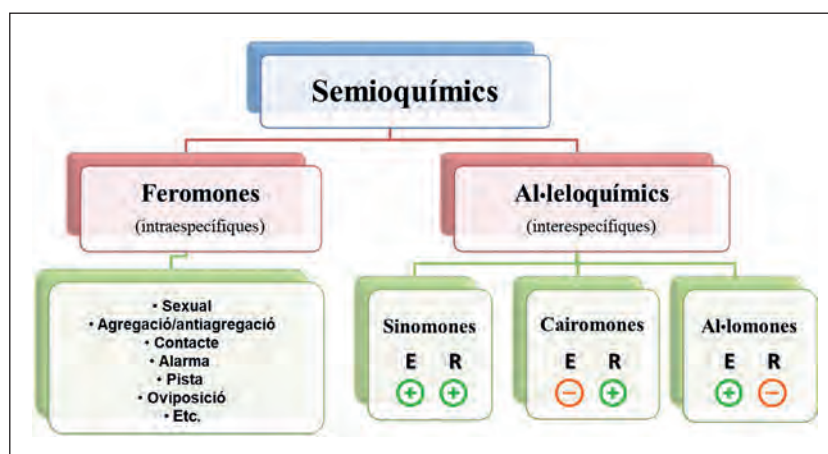 Semioquímics
Feromones
(intraespecífiques)
Al·leloquímics
(interespecífiques)
• Sexual
• Agregació/antiagregació
• Contacte
• Alarma
• Pista
• Oviposició
• Etc.
Sinomones
E R
+ +
Cairomones
E R
− +
Al·lomones
E R
+ −